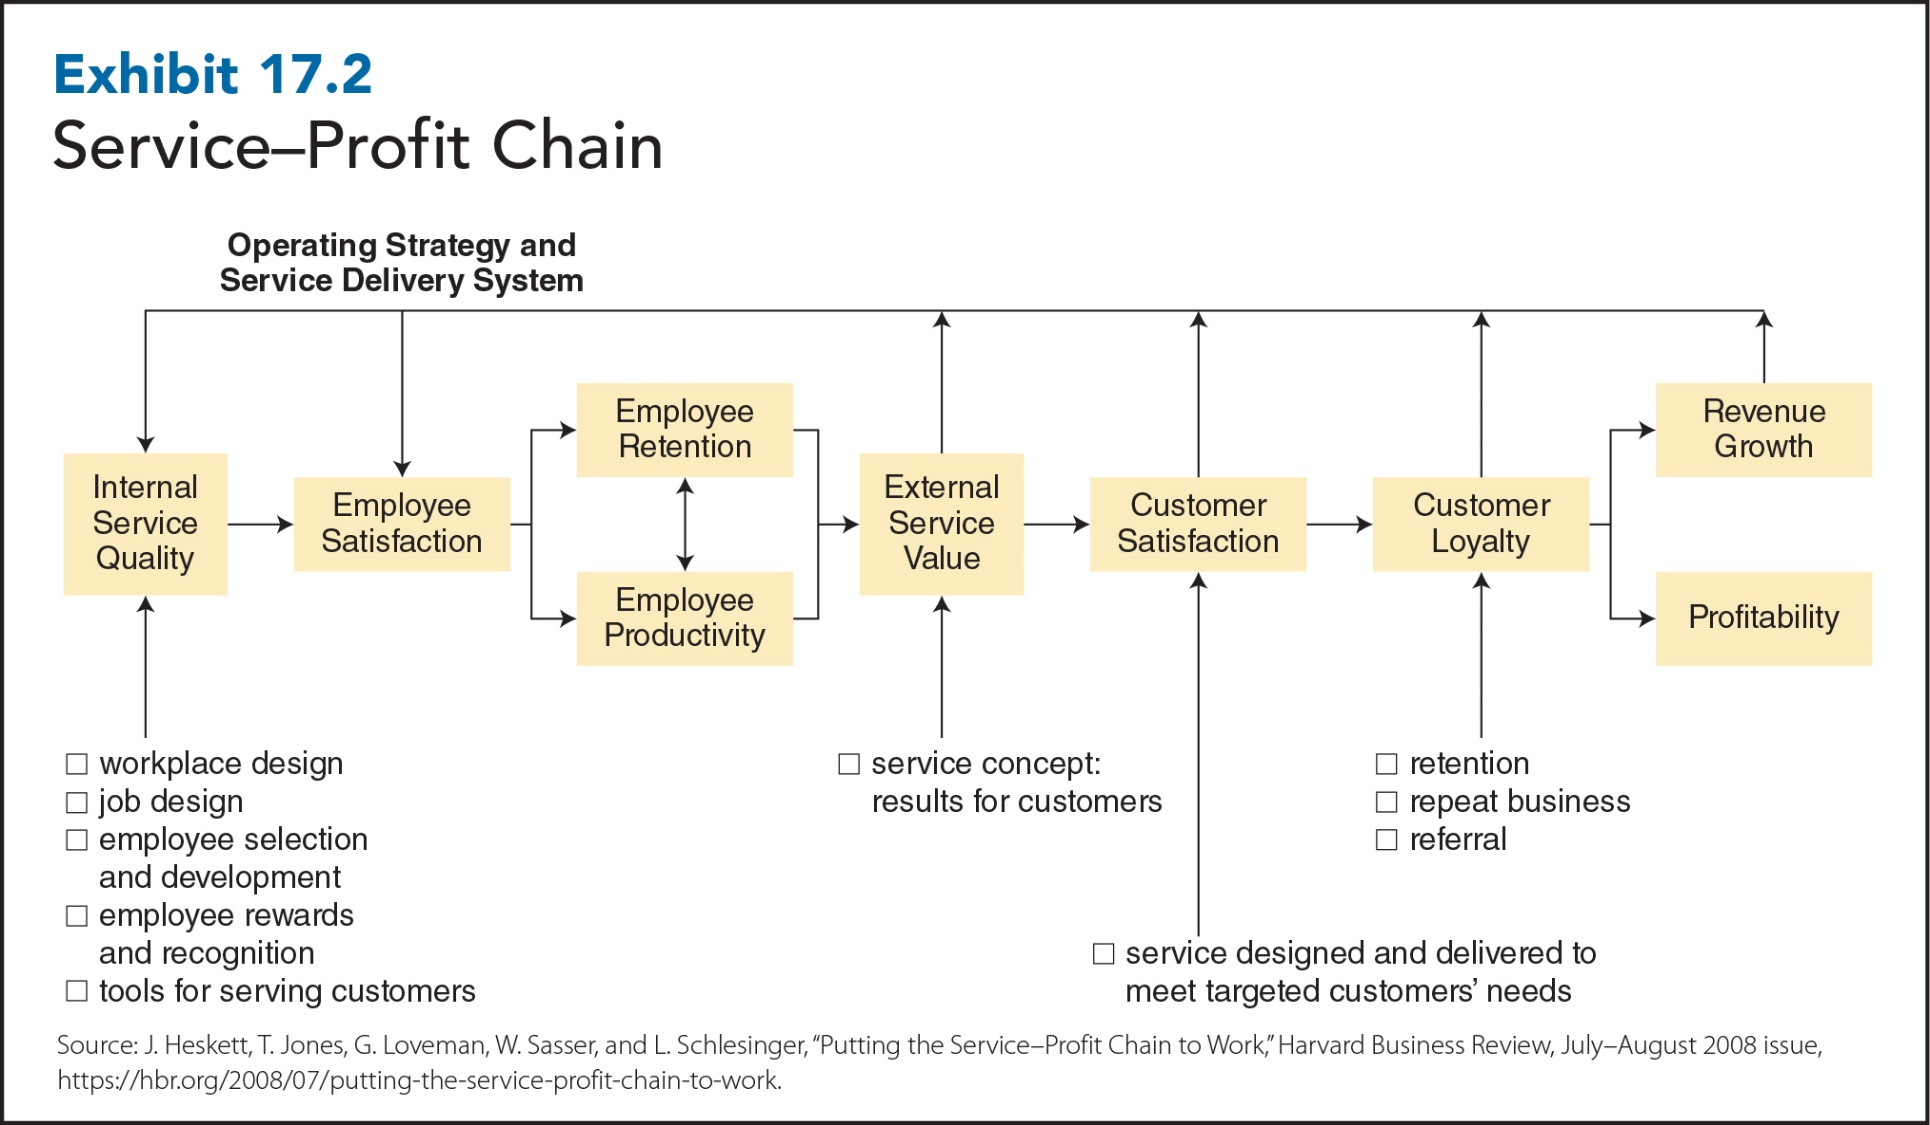 Exhibit 17.2
Service–Profit Chain
Operating Strategy and
Service Delivery System
Internal
Service
Quality
Employee
Satisfaction
Employee
Retention
Employee
Productivity
External
Service
Value
Customer
Satisfaction
Customer
Loyalty
Revenue
Growth
Profitability
□ workplace design
□ job design
□ employee selection
and development
□ employee rewards
and recognition
□ tools for serving customers
□ service concept:
results for customers
□ service designed and delivered to
meet targeted customers’ needs
□ retention
□ repeat business
□ referral
Source: J. Heskett, T. Jones, G. Loveman, W. Sasser, and L. Schlesinger, “Putting the Service–Profit Chain to Work,” Harvard Business Review, July–August 2008 issue,
https://hbr.org/2008/07/putting-the-service-profit-chain-to-work.